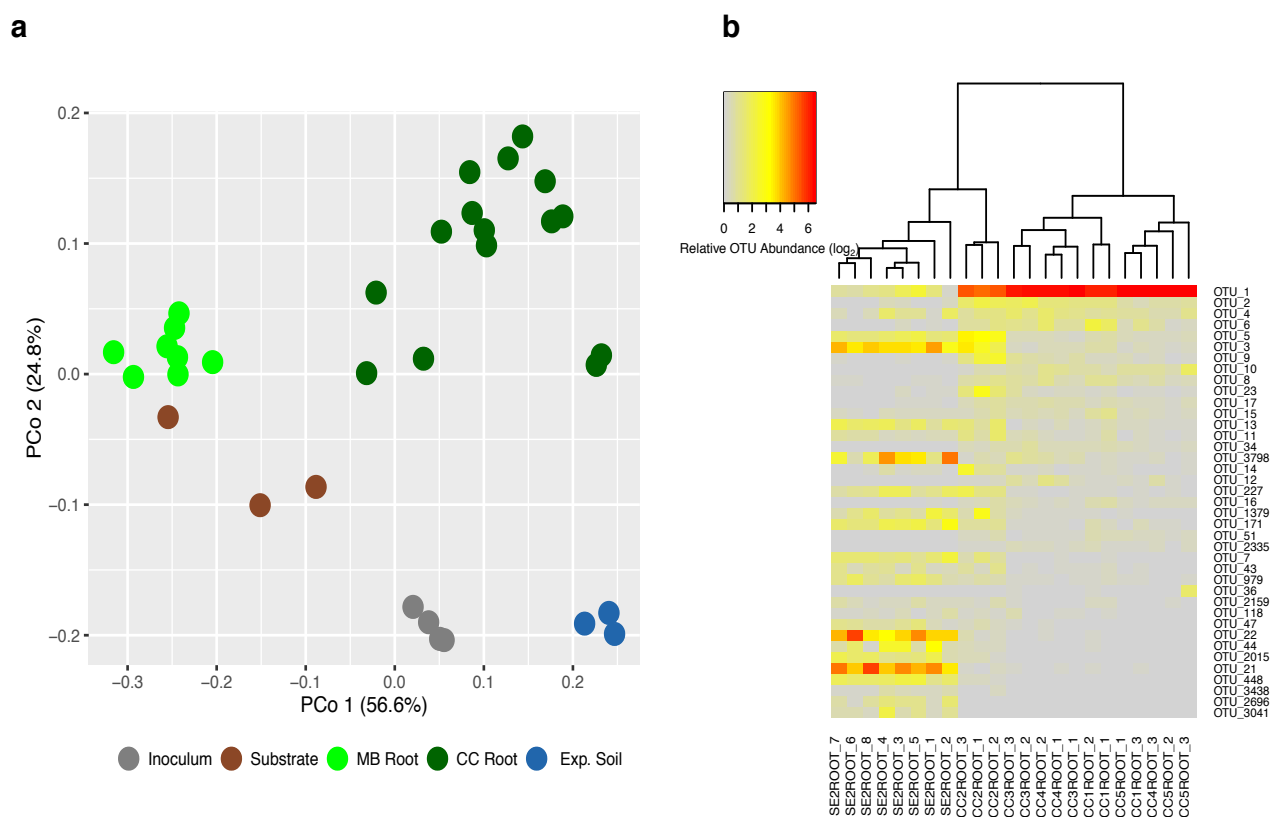 a
b
0.2
0.1
0.0
−0.1
−0.2
PCo 2 (24.8%)
−0.3
−0.2
−0.1
0.0
0.1
0.2
PCo 1 (56.6%)
Inoculum
Substrate
MB Root
CC Root
Exp. Soil
0 2 4 6
Relative OTU Abundance (log2)
OTU_1
OTU_2
OTU_4
OTU_6
OTU_5
OTU_3
OTU_9
OTU_10
OTU_8
OTU_23
OTU_17
OTU_15
OTU_13
OTU_11
OTU_34
OTU_3798
OTU_14
OTU_12
OTU_227
OTU_16
OTU_1379
OTU_171
OTU_51
OTU_2335
OTU_7
OTU_43
OTU_979
OTU_36
OTU_2159
OTU_118
OTU_47
OTU_22
OTU_44
OTU_2015
OTU_21
OTU_448
OTU_3438
OTU_2696
OTU_3041
SE2ROOT_7
SE2ROOT_6
SE2ROOT_8
SE2ROOT_4
SE2ROOT_3
SE2ROOT_5
SE2ROOT_1
SE2ROOT_2
CC2ROOT_3
CC2ROOT_1
CC2ROOT_2
CC3ROOT_3
CC3ROOT_2
CC4ROOT_2
CC4ROOT_1
CC3ROOT_1
CC1ROOT_2
CC1ROOT_1
CC5ROOT_1
CC1ROOT_3
CC4ROOT_3
CC5ROOT_2
CC5ROOT_3